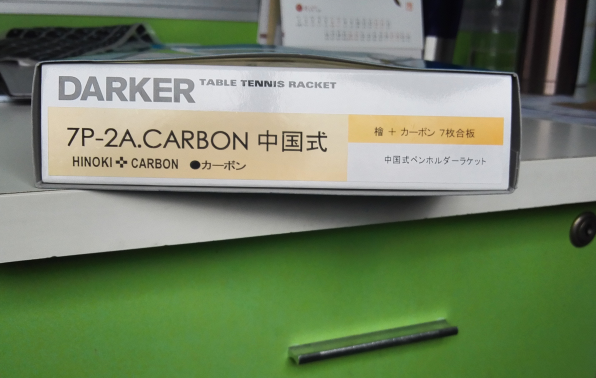 DARKER TABLE TENNIS RACKET
7P-2A.CARBON 中国式
HINOKI✣CARBON ●カーボン
檜 + カーボン 7枚合板
中国式ペンホルダーラケット